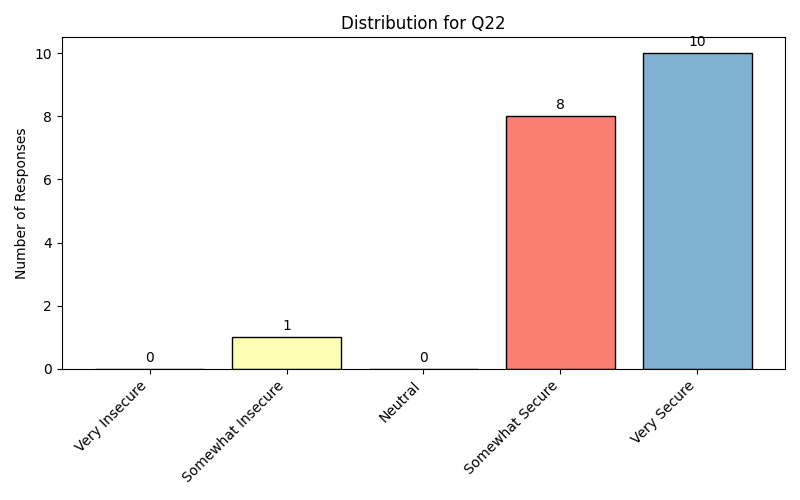 Distribution for Q22
Number of Responses
10
8
6
4
2
0
0
1
0
8
10
Very Insecure
Somewhat Insecure
Neutral
Somewhat Secure
Very Secure